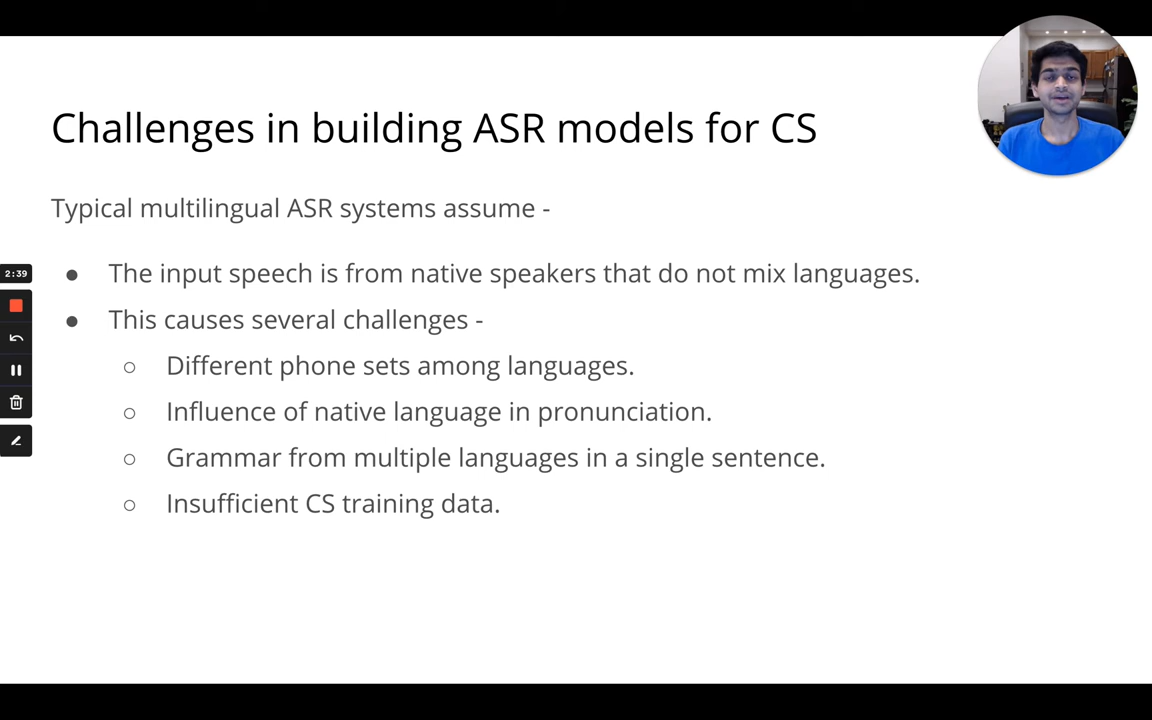 Challenges in building ASR models for CS
Typical multilingual ASR systems assume -
● The input speech is from native speakers that do not mix languages.
2:39
● This causes several challenges -
○ Different phone sets among languages.
○ Influence of native language in pronunciation.
○ Grammar from multiple languages in a single sentence.
○ Insufficient CS training data.